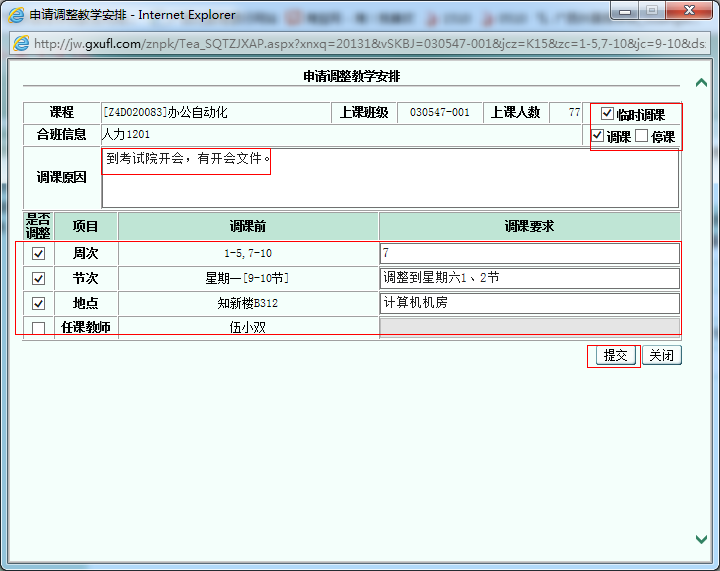 申请调整教学安排 - Internet Explorer
http://jw.gxufl.com/znpk/Tea_SQTZJXAP.aspx?xnxq=20131&vSKBJ=030547-001&jcz=K15&zc=1-5,7-10&jc=9-10&ds
申请调整教学安排
课程 [Z4D020083]办公自动化 上课班级 030547-001 上课人数 77 临时调课
合班信息 人力1201 调课 停课
调课原因 到考试院开会，有开会文件。
是否调整 项目 调课前 调课要求
周次 1-5,7-10 7
节次 星期一[9-10节] 调整到星期六1、2节
地点 知新楼B312 计算机机房
任课教师 伍小双
提交 关闭